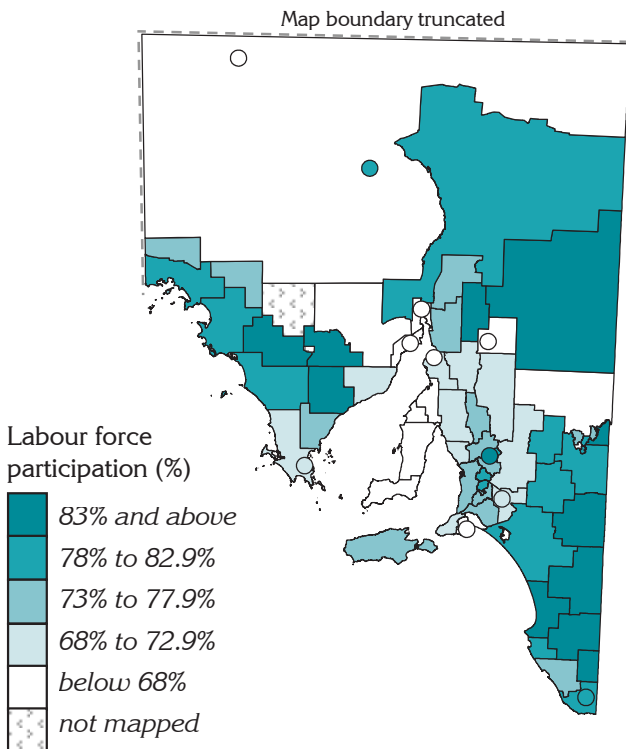 Map boundary truncated
Labour force
participation (%)
83% and above
78% to 82.9%
73% to 77.9%
68% to 72.9%
below 68%
not mapped